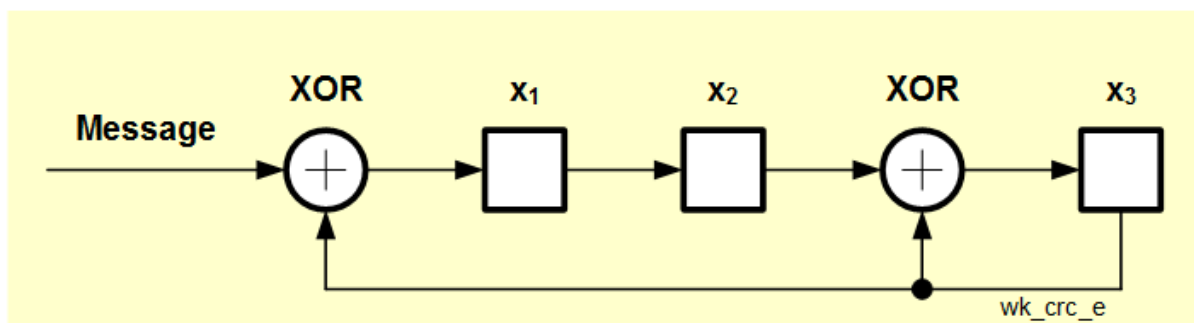 XOR x₁ x₂ XOR x₃
Message
wk_crc_e